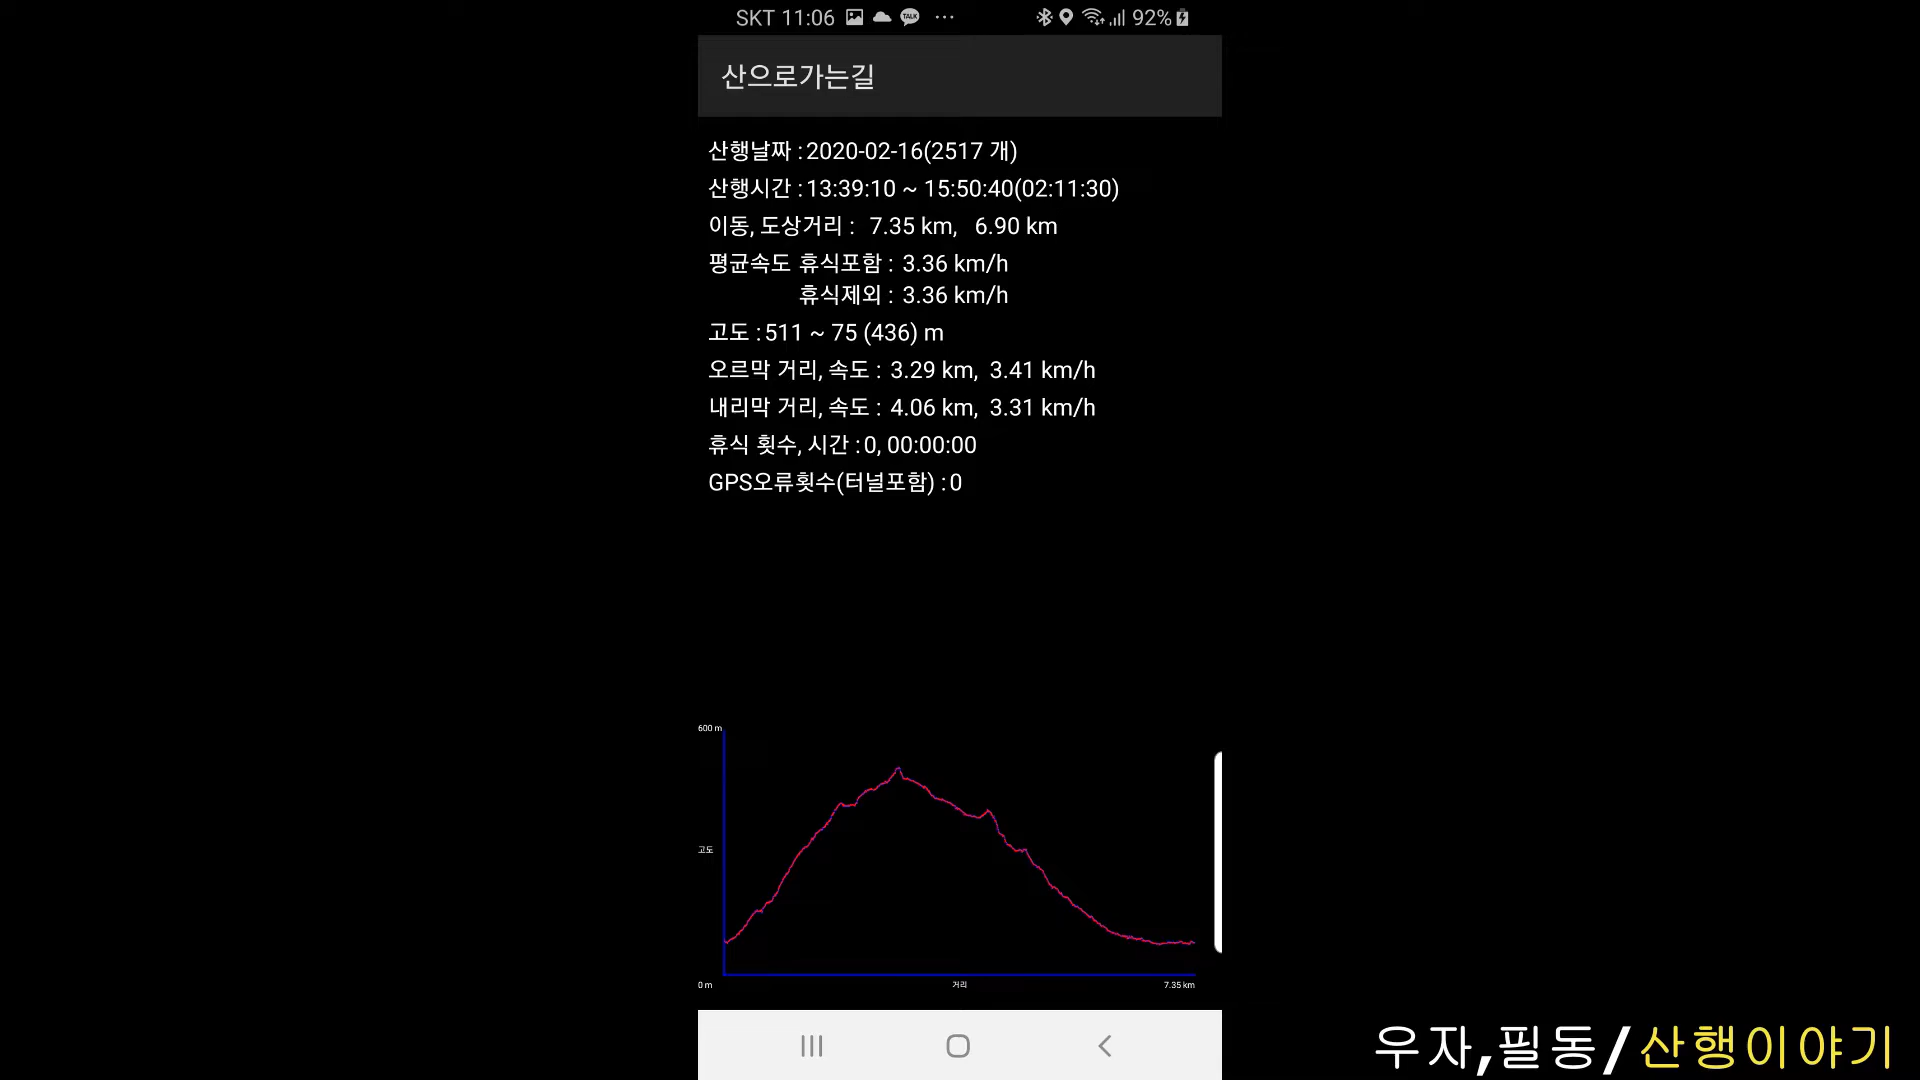 SKT 11:06 TALK ... 92%
산으로가는길
산행날짜 : 2020-02-16(2517 개)
산행시간 : 13:39:10 ~ 15:50:40(02:11:30)
이동, 도상거리 : 7.35 km, 6.90 km
평균속도 휴식포함 : 3.36 km/h
휴식제외 : 3.36 km/h
고도 : 511 ~ 75 (436) m
오르막 거리, 속도 : 3.29 km, 3.41 km/h
내리막 거리, 속도 : 4.06 km, 3.31 km/h
휴식 횟수, 시간 : 0, 00:00:00
GPS오류횟수(터널포함) : 0
600 m
고도
0 m 거리 7.35 km
우자,필동/산행이야기